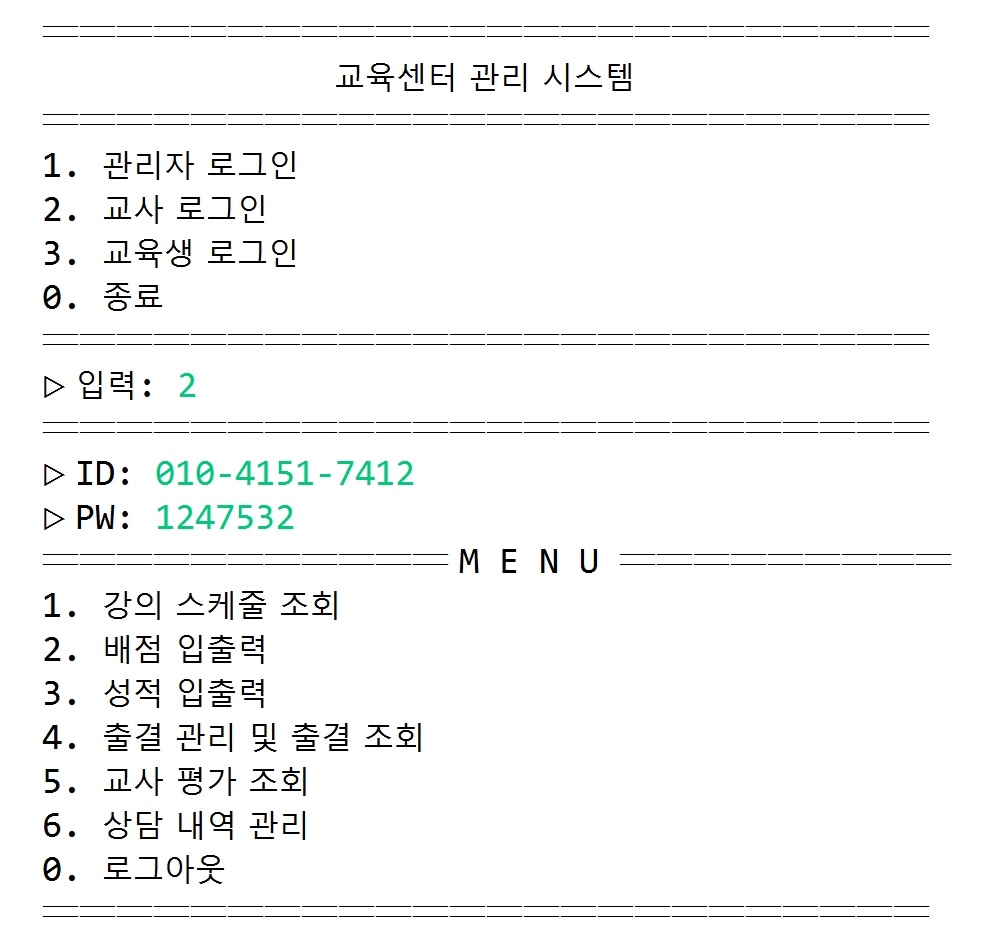 ========================
교육센터 관리 시스템
========================
1. 관리자 로그인
2. 교사 로그인
3. 교육생 로그인
0. 종료
========================
▷ 입력: 2
========================
▷ ID: 010-4151-7412
▷ PW: 1247532
=========== M E N U =========
1. 강의 스케줄 조회
2. 배점 입출력
3. 성적 입출력
4. 출결 관리 및 출결 조회
5. 교사 평가 조회
6. 상담 내역 관리
0. 로그아웃
========================